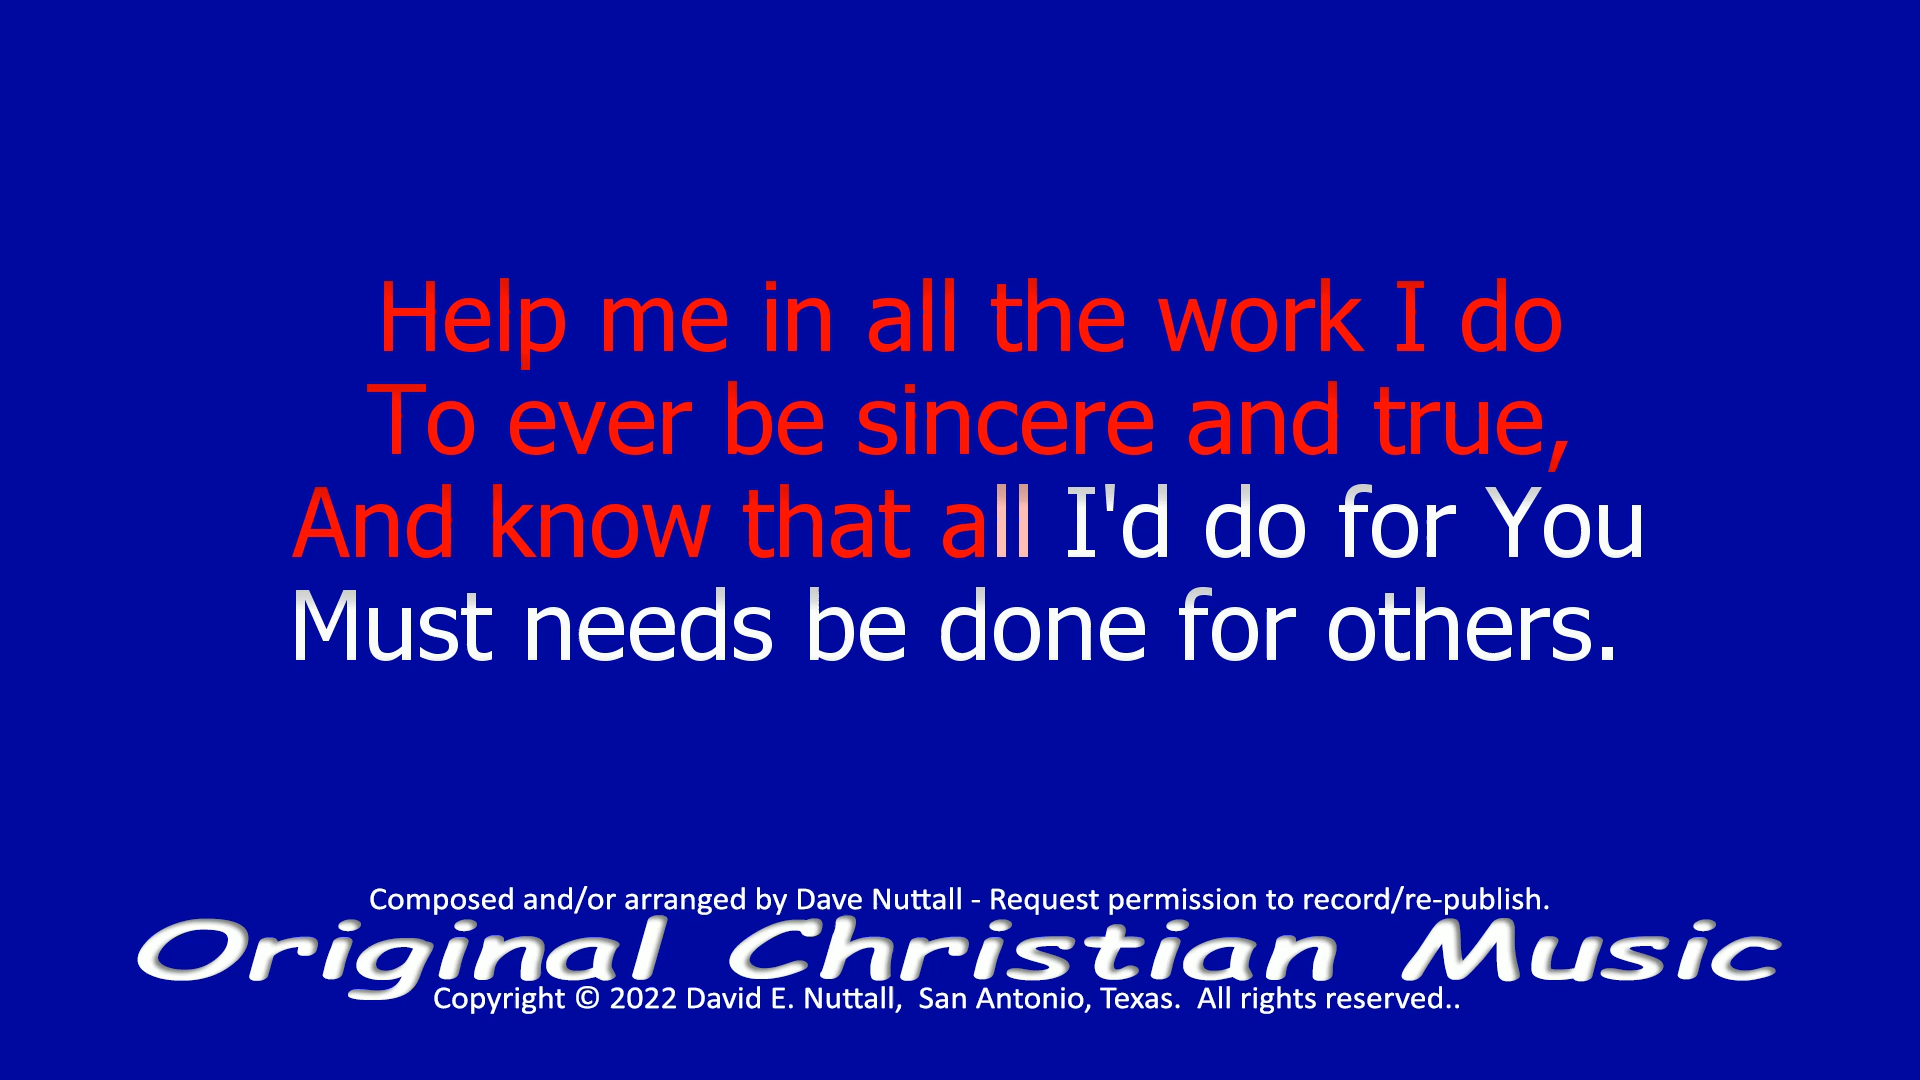 Help me in all the work I do
To ever be sincere and true,
And know that all I'd do for You
Must needs be done for others.
Composed and/or arranged by Dave Nuttall - Request permission to record/re-publish.
Original Christian Music
Copyright © 2022 David E. Nuttall,  San Antonio, Texas.  All rights reserved..